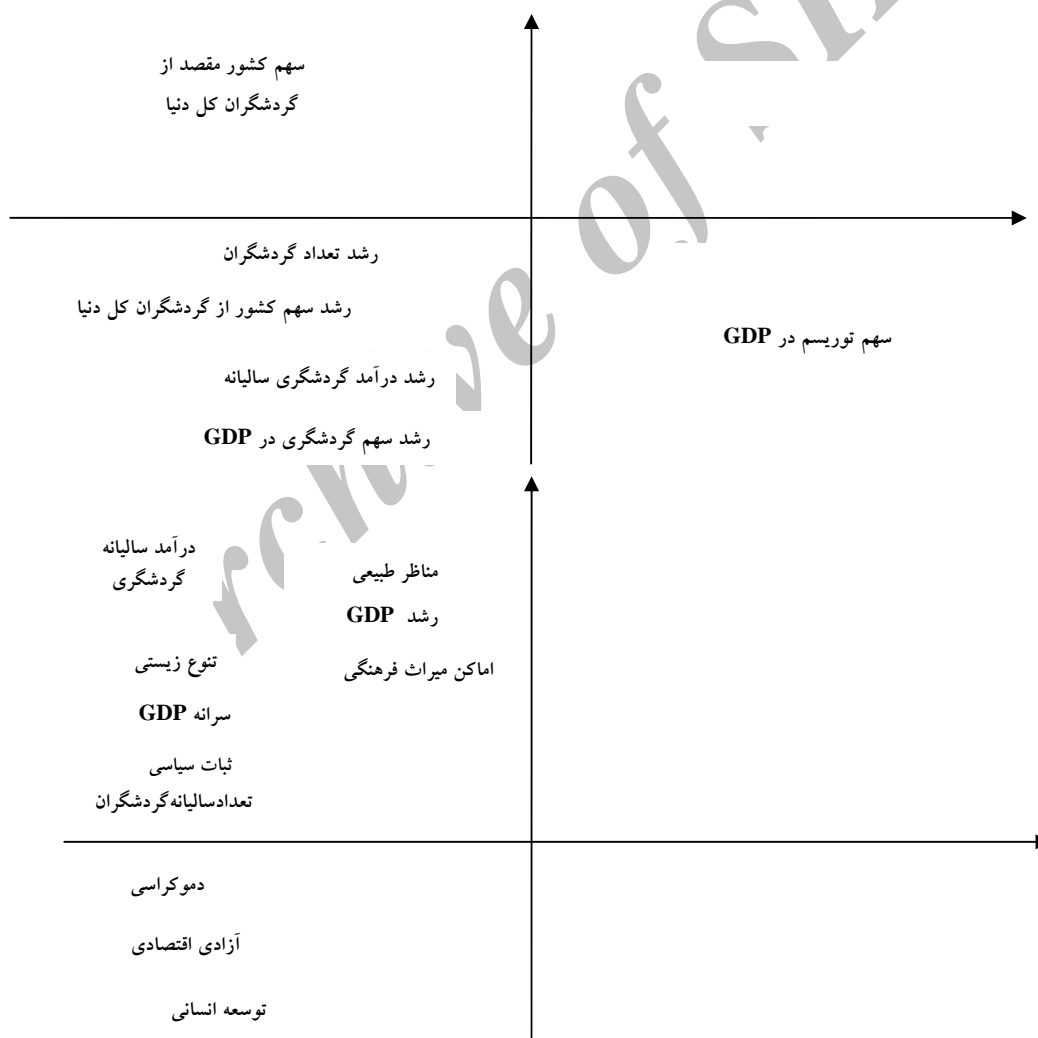 سهم کشور مقصد از
گردشگران کل دنیا
رشد تعداد گردشگران
رشد سهم کشور از گردشگران کل دنیا
سهم توریسم در GDP
رشد درآمد گردشگری سالیانه
رشد سهم گردشگری در GDP
درآمد سالیانه
گردشگری
مناظر طبیعی
رشد GDP
اماکن میراث فرهنگی
تنوع زیستی
سرانه GDP
ثبات سیاسی
تعدادسالیانه گردشگران
دموکراسی
آزادی اقتصادی
توسعه انسانی